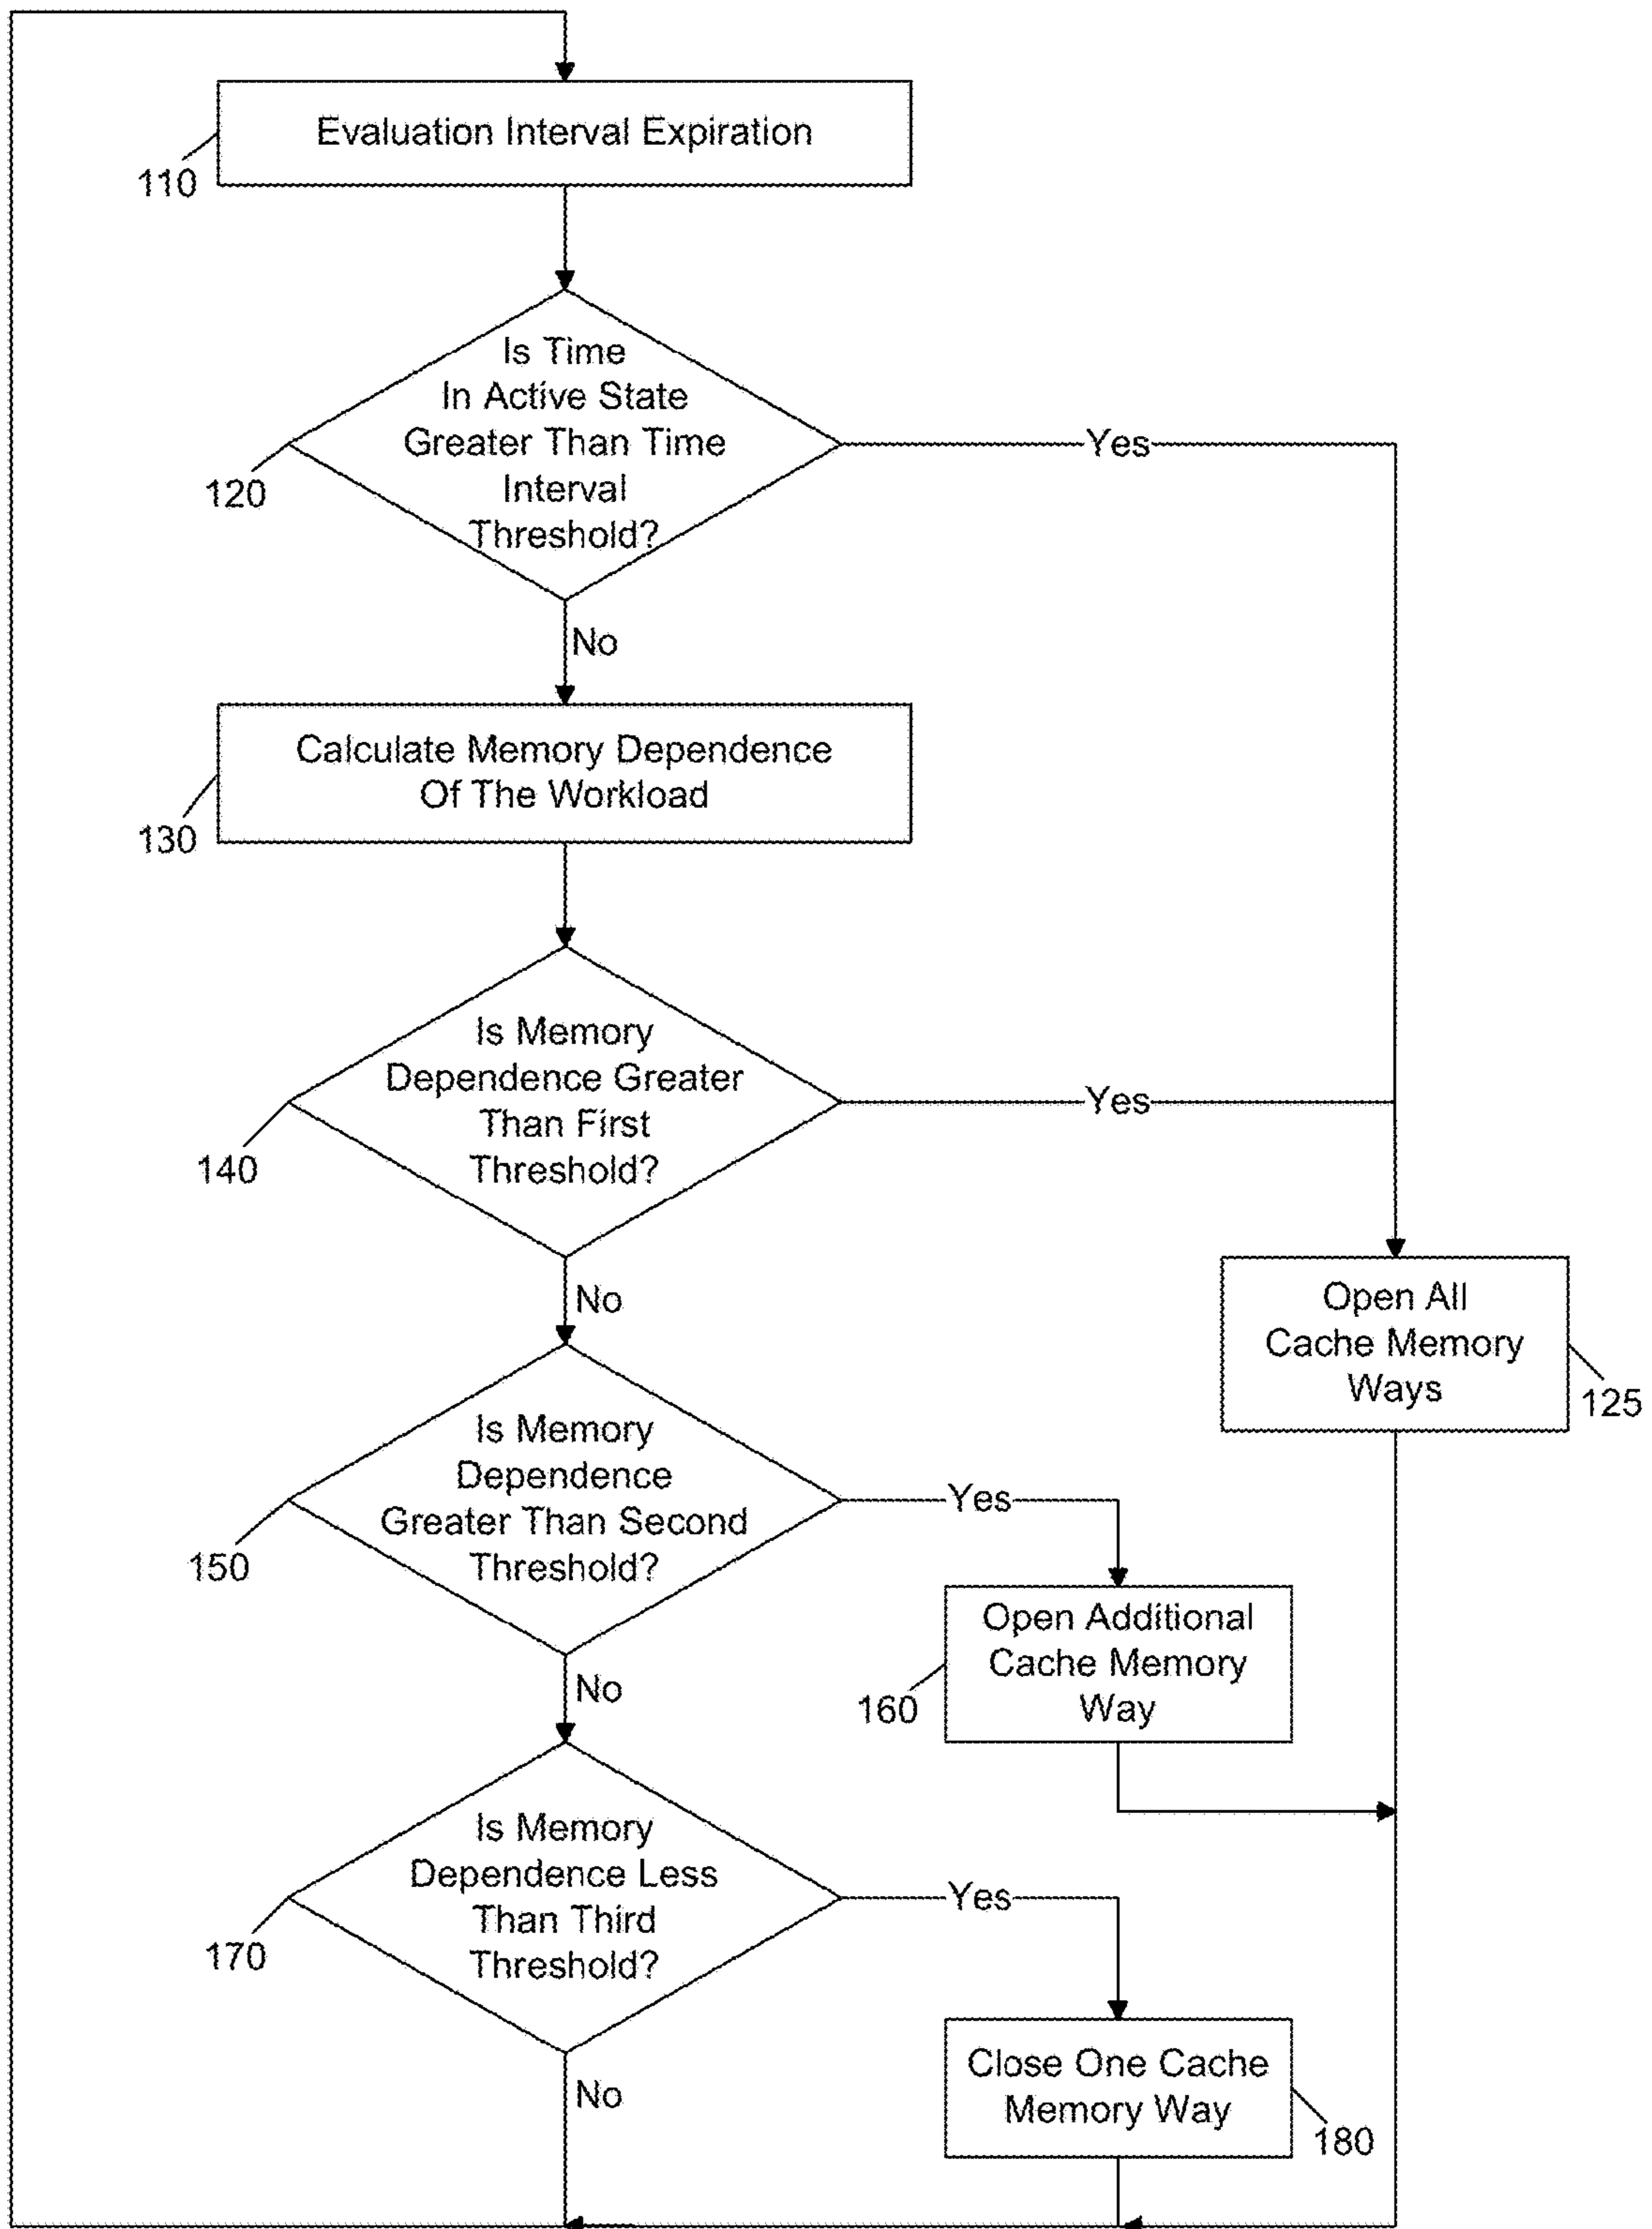 Evaluation Interval Expiration
110
Is Time
In Active State
Greater Than Time
Interval
Threshold?
Yes
120
No
Calculate Memory Dependence
Of The Workload
130
Is Memory
Dependence Greater
Than First
Threshold?
Yes
140
No
Open All
Cache Memory
Ways
125
Is Memory
Dependence
Greater Than Second
Threshold?
Yes
150
No
Open Additional
Cache Memory
Way
160
Is Memory
Dependence Less
Than Third
Threshold?
Yes
170
No
Close One Cache
Memory Way
180